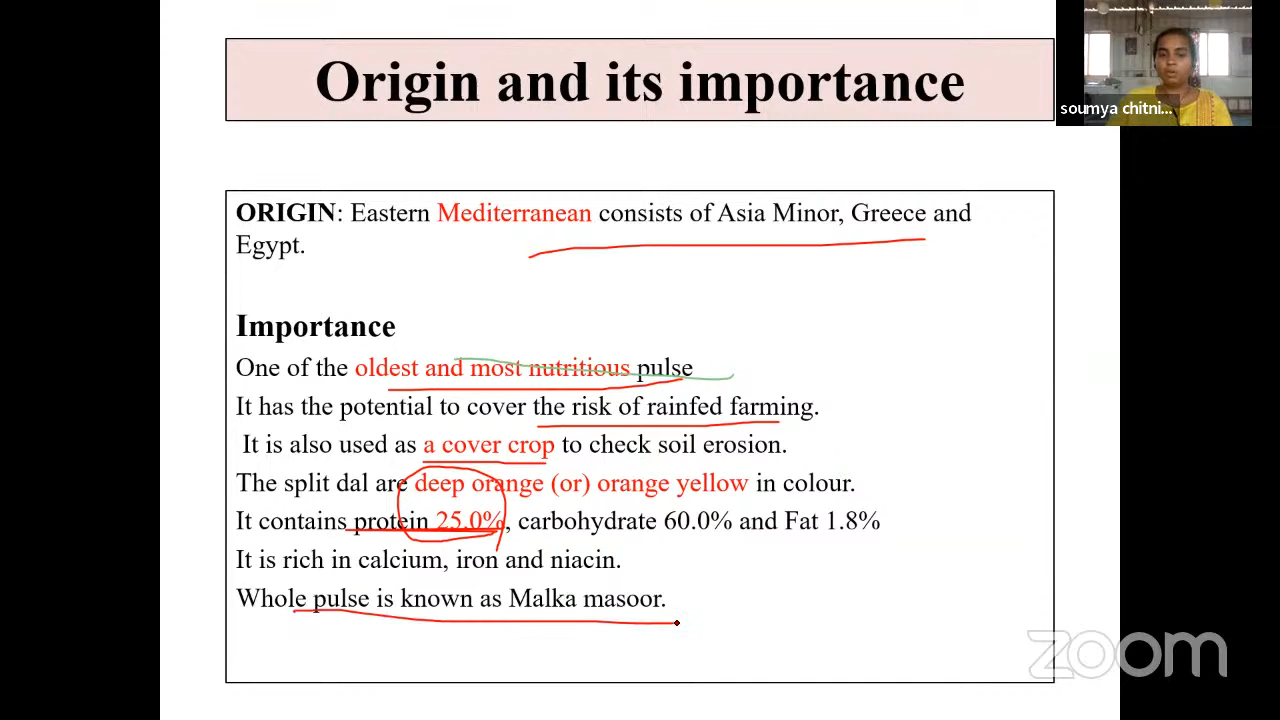 Origin and its importance
soumya chitni...
ORIGIN: Eastern Mediterranean consists of Asia Minor, Greece and
Egypt.
Importance
One of the oldest and most nutritious pulse
It has the potential to cover the risk of rainfed farming.
It is also used as a cover crop to check soil erosion.
The split dal are deep orange (or) orange yellow in colour.
It contains protein 25.0%, carbohydrate 60.0% and Fat 1.8%
It is rich in calcium, iron and niacin.
Whole pulse is known as Malka masoor.
zoom